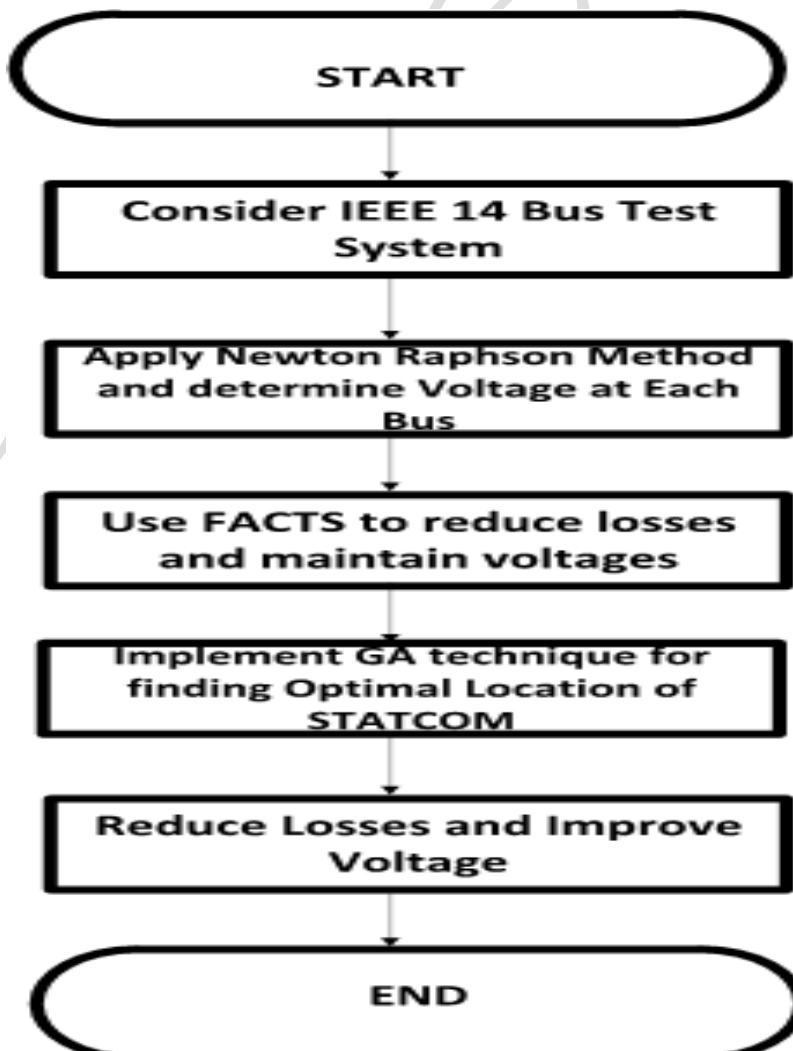 START
Consider IEEE 14 Bus Test
System
Apply Newton Raphson Method
and determine Voltage at Each
Bus
Use FACTS to reduce losses
and maintain voltages
Implement GA technique for
finding Optimal Location of
STATCOM
Reduce Losses and Improve
Voltage
END